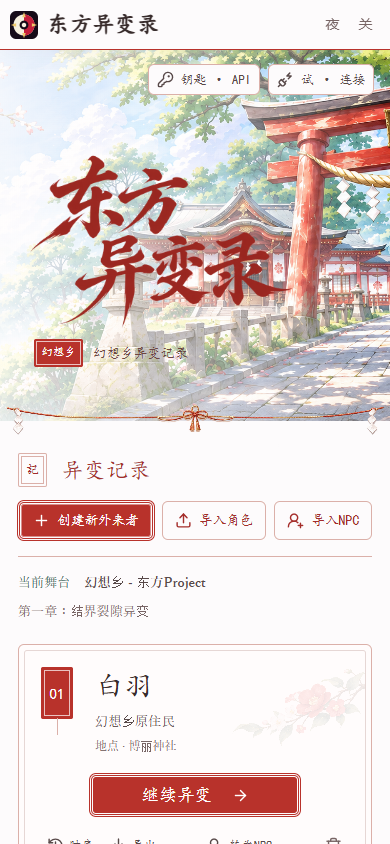 东方异变录
夜 关
钥匙 · API
试 · 连接
东方
异变录
幻想乡 幻想乡异变记录
记 异变记录
+ 创建新外来者
导入角色
导入NPC
当前舞台 幻想乡 - 东方Project
第一章：结界裂隙异变
01
白羽
幻想乡原住民
地点 · 博丽神社
继续异变 →